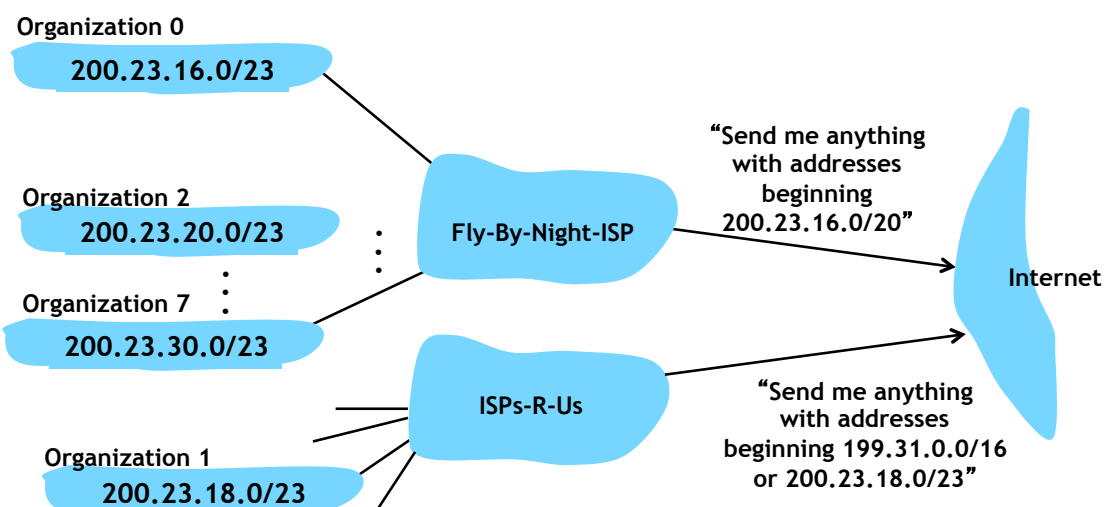 Organization 0
200.23.16.0/23
Organization 2
200.23.20.0/23
Organization 7
200.23.30.0/23
Organization 1
200.23.18.0/23
Fly-By-Night-ISP
ISPs-R-Us
“Send me anything
with addresses
beginning
200.23.16.0/20”
“Send me anything
with addresses
beginning 199.31.0.0/16
or 200.23.18.0/23”
Internet